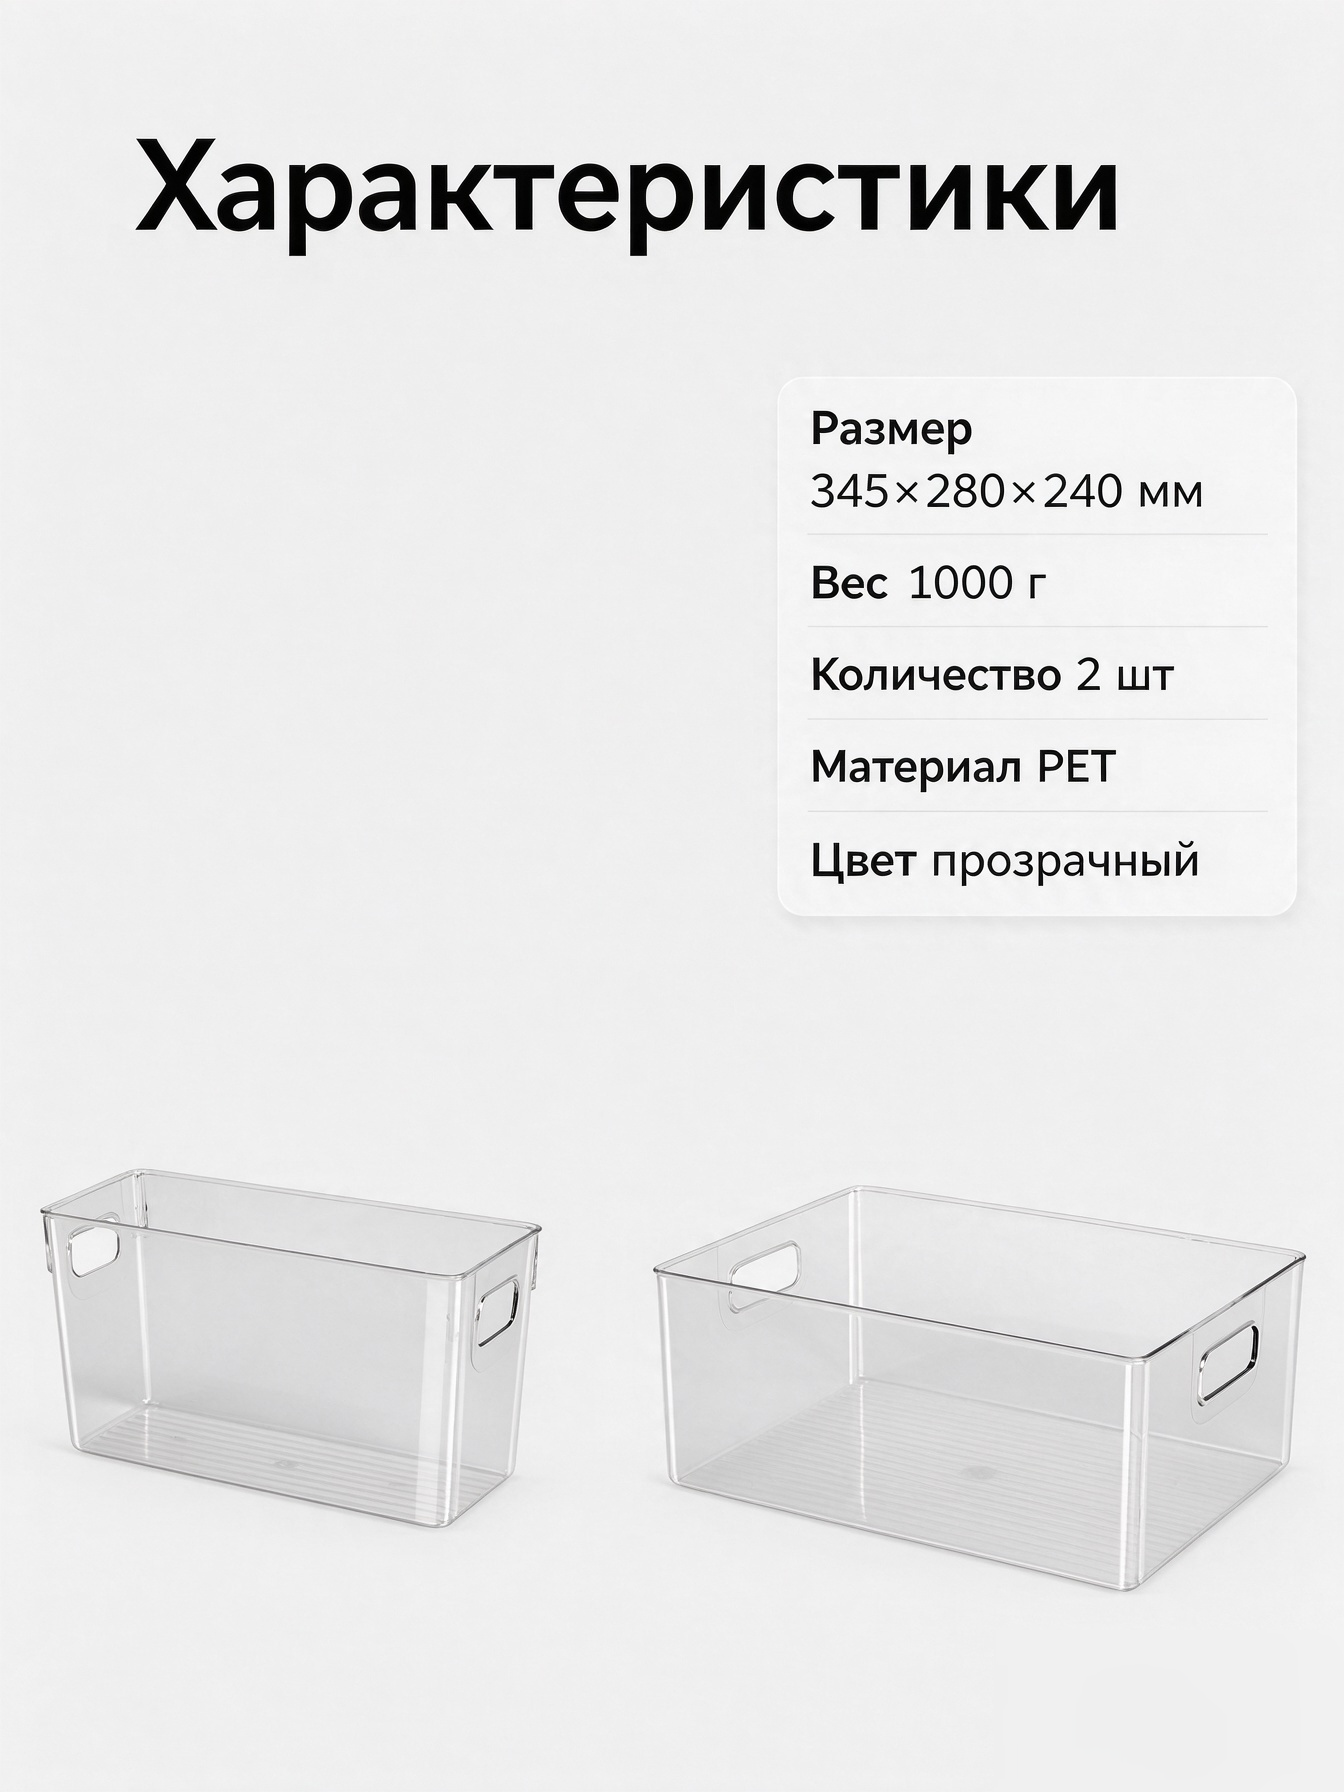 Характеристики
Размер
345×280×240 мм
Вес 1000 г
Количество 2 шт
Материал PET
Цвет прозрачный